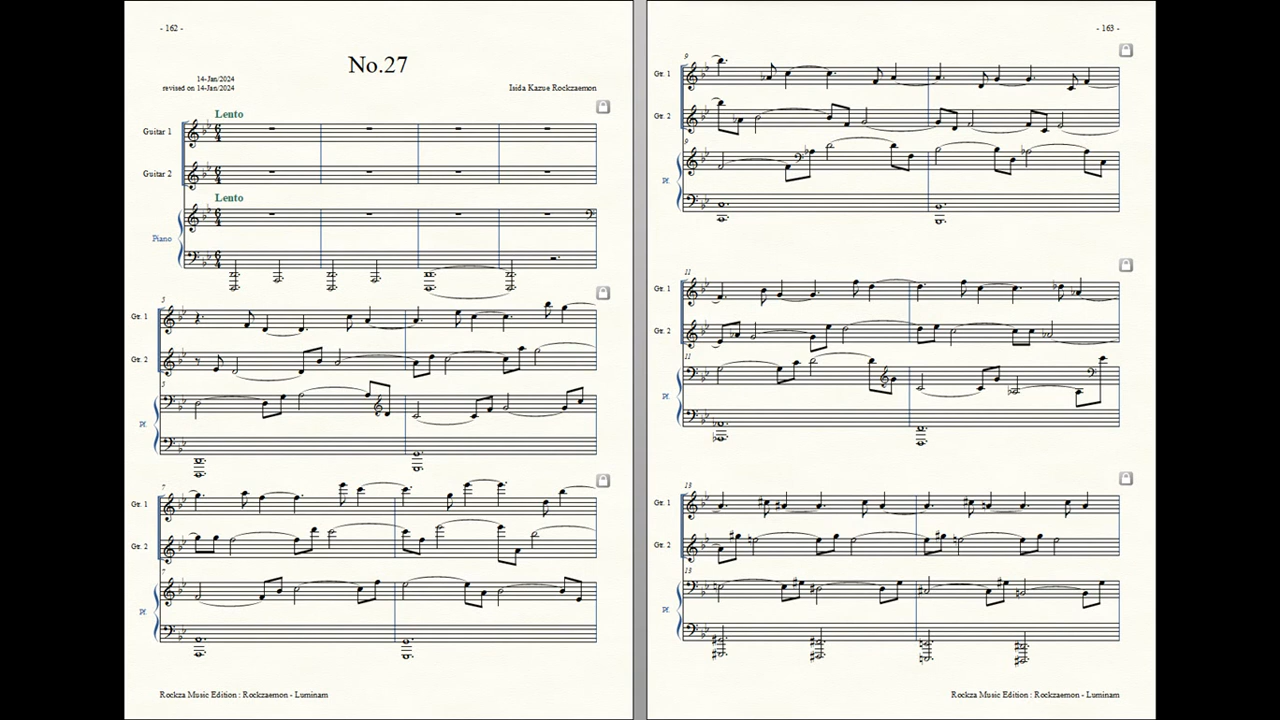 - 162 -
No.27
14-Jan/2024
revised on 14-Jan/2024
Isida Kazue Rockzaemon
Lento
Guitar 1
Guitar 2
Lento
Piano
5
Gt. 1
Gt. 2
5
Pf.
7
Gt. 1
Gt. 2
7
Pf.
Rockza Music Edition : Rockzaemon - Luminam
- 163 -
9
Gt. 1
Gt. 2
9
Pf.
11
Gt. 1
Gt. 2
11
Pf.
13
Gt. 1
Gt. 2
13
Pf.
Rockza Music Edition : Rockzaemon - Luminam